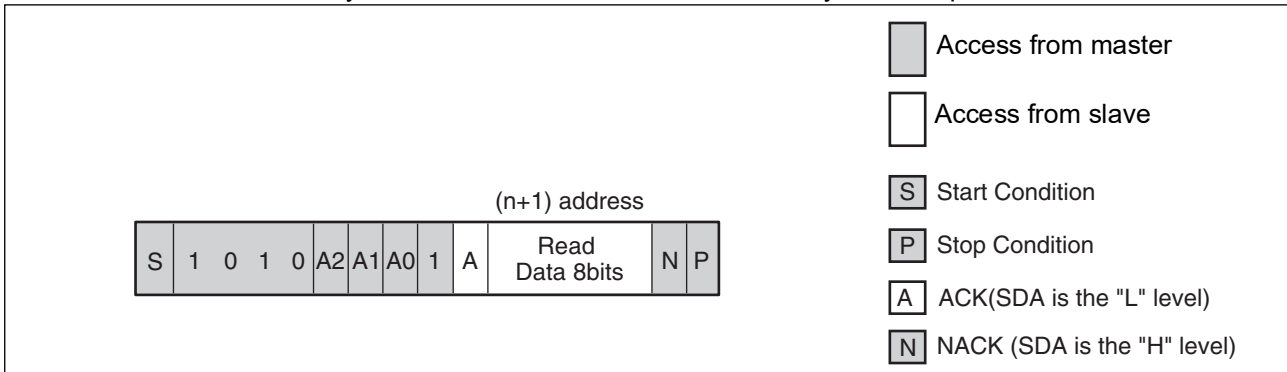 Access from master
Access from slave
(n+1) address
S 1 0 1 0 A2 A1 A0 1 A Read Data 8bits N P
S Start Condition
P Stop Condition
A ACK(SDA is the "L" level)
N NACK (SDA is the "H" level)